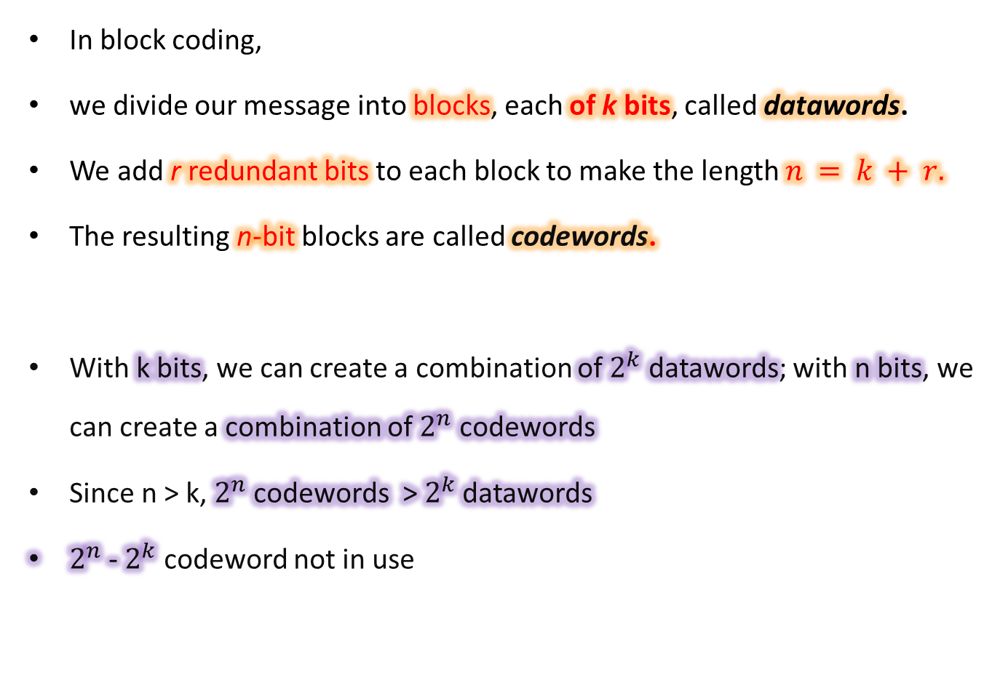 • In block coding,
• we divide our message into blocks, each of k bits, called datawords.
• We add r redundant bits to each block to make the length n = k + r.
• The resulting n-bit blocks are called codewords.
• With k bits, we can create a combination of 2^k datawords; with n bits, we
can create a combination of 2^n codewords
• Since n > k, 2^n codewords > 2^k datawords
• 2^n - 2^k codeword not in use